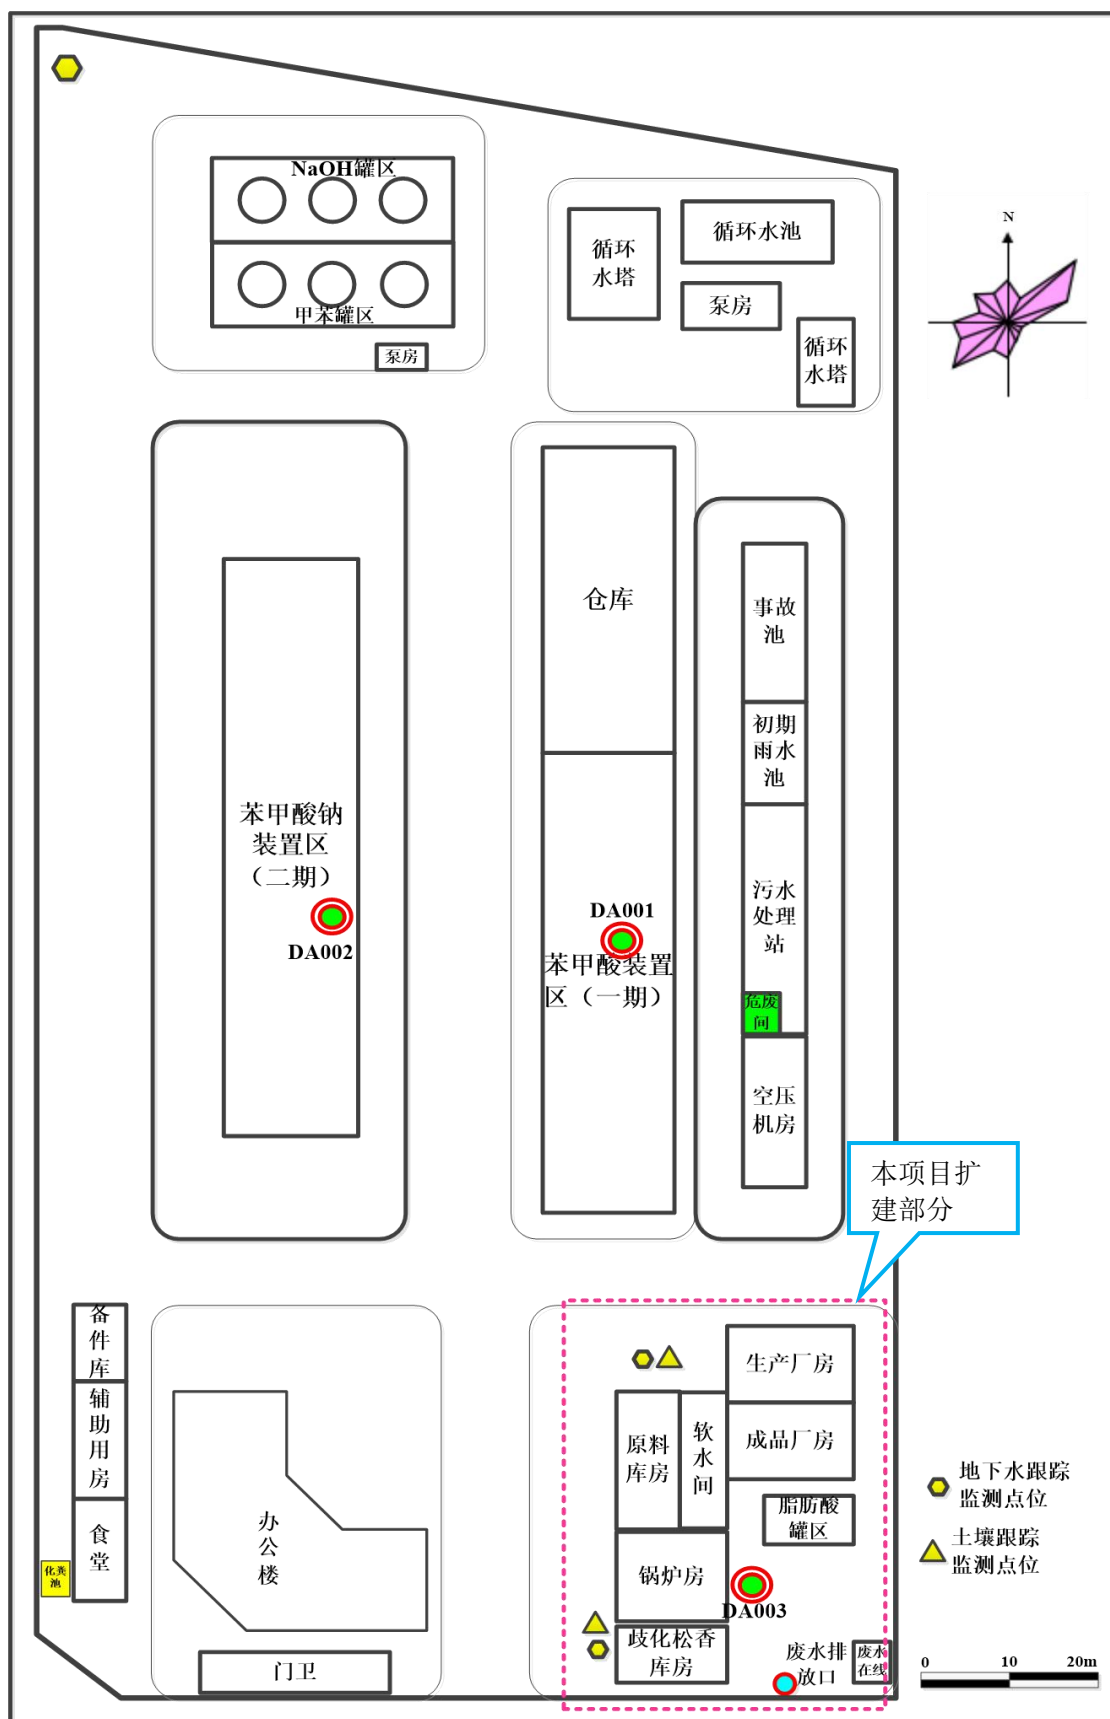 NaOH罐区
甲苯罐区
泵房
循环
水塔
循环水池
泵房
循环
水塔
N
仓库
事故
池
初期
雨水
池
苯甲酸钠
装置区
（二期）
DA002
DA001
苯甲酸装置
区（一期）
污水
处理
站
危废
间
空压
机房
本项目扩
建部分
备
件
库
辅
助
用
房
食
堂
化粪
池
办
公
楼
门卫
生产厂房
原料
库房
软
水
间
成品厂房
脂肪酸
罐区
锅炉房
DA003
歧化松香
库房
废水排
放口
废水
在线
地下水跟踪
监测点位
土壤跟踪
监测点位
0 10 20m